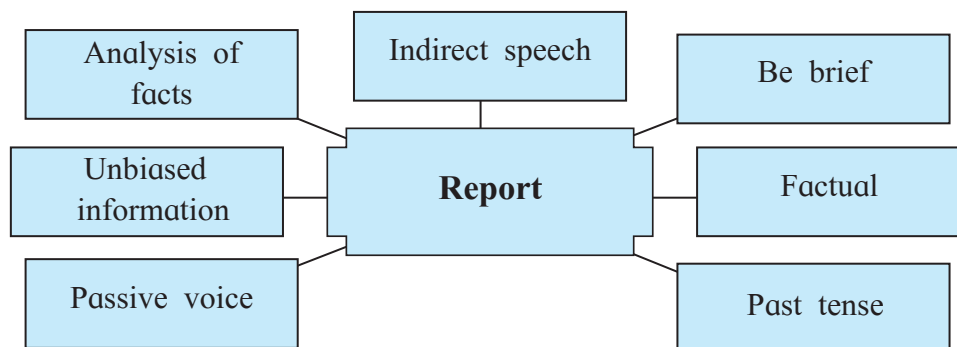 Analysis of
facts
Indirect speech
Be brief
Unbiased
information
Report
Factual
Passive voice
Past tense